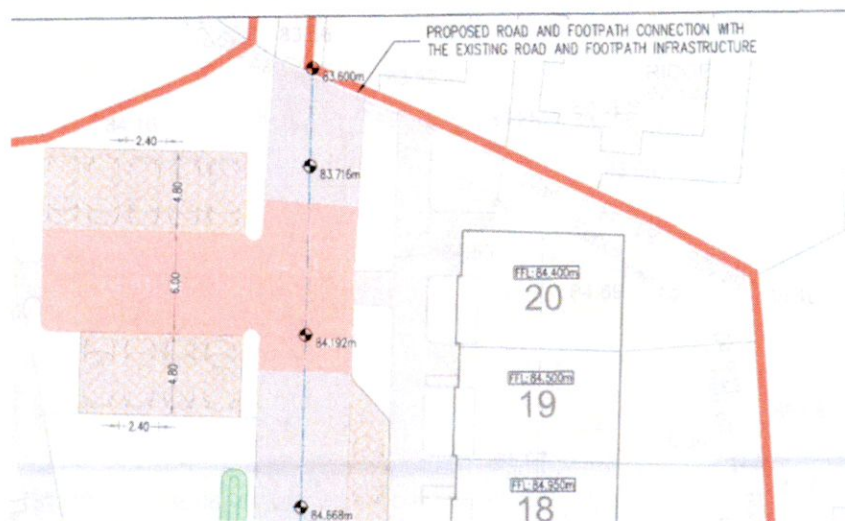 PROPOSED ROAD AND FOOTPATH CONNECTION WITH
THE EXISTING ROAD AND FOOTPATH INFRASTRUCTURE
83.600m
2.40
83.716m
4.80
6.00
FFL: 84.400m
20
84.192m
4.80
FFL: 84.500m
19
2.40
FFL: 84.950m
18
84.668m